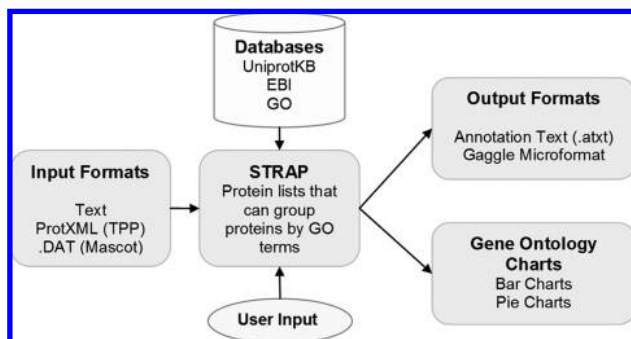 Databases
UniprotKB
EBI
GO
Input Formats
Text
ProtXML (TPP)
.DAT (Mascot)
STRAP
Protein lists that
can group
proteins by GO
terms
User Input
Output Formats
Annotation Text (.atxt)
Gaggle Microformat
Gene Ontology
Charts
Bar Charts
Pie Charts